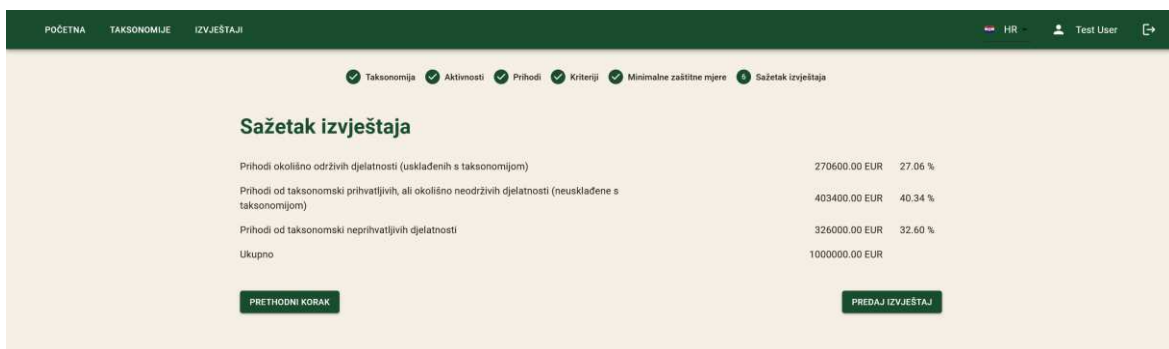 POČETNA TAKSONOMIJE IZVJEŠTAJI HR Test User
Taksonomija Aktivnosti Prihodi Kriteriji Minimalne zaštitne mjere 6 Sažetak izvještaja
Sažetak izvještaja
Prihodi okolišno održivih djelatnosti (usklađenih s taksonomijom) 270600.00 EUR 27.06 %
Prihodi od taksonomski prihvatljivih, ali okolišno neodrživih djelatnosti (neusklađene s
taksonomijom) 403400.00 EUR 40.34 %
Prihodi od taksonomski neprihvatljivih djelatnosti 326000.00 EUR 32.60 %
Ukupno 1000000.00 EUR
PRETHODNI KORAK PREDAJ IZVJEŠTAJ